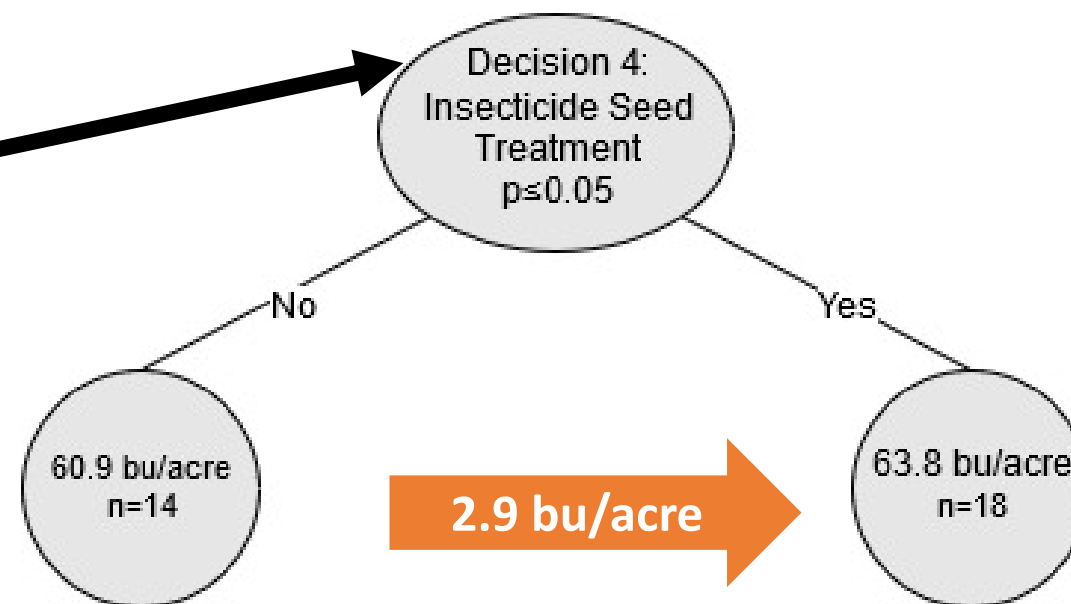 Decision 4:
Insecticide Seed
Treatment
p≤0.05
No
Yes
60.9 bu/acre
n=14
2.9 bu/acre
63.8 bu/acre
n=18